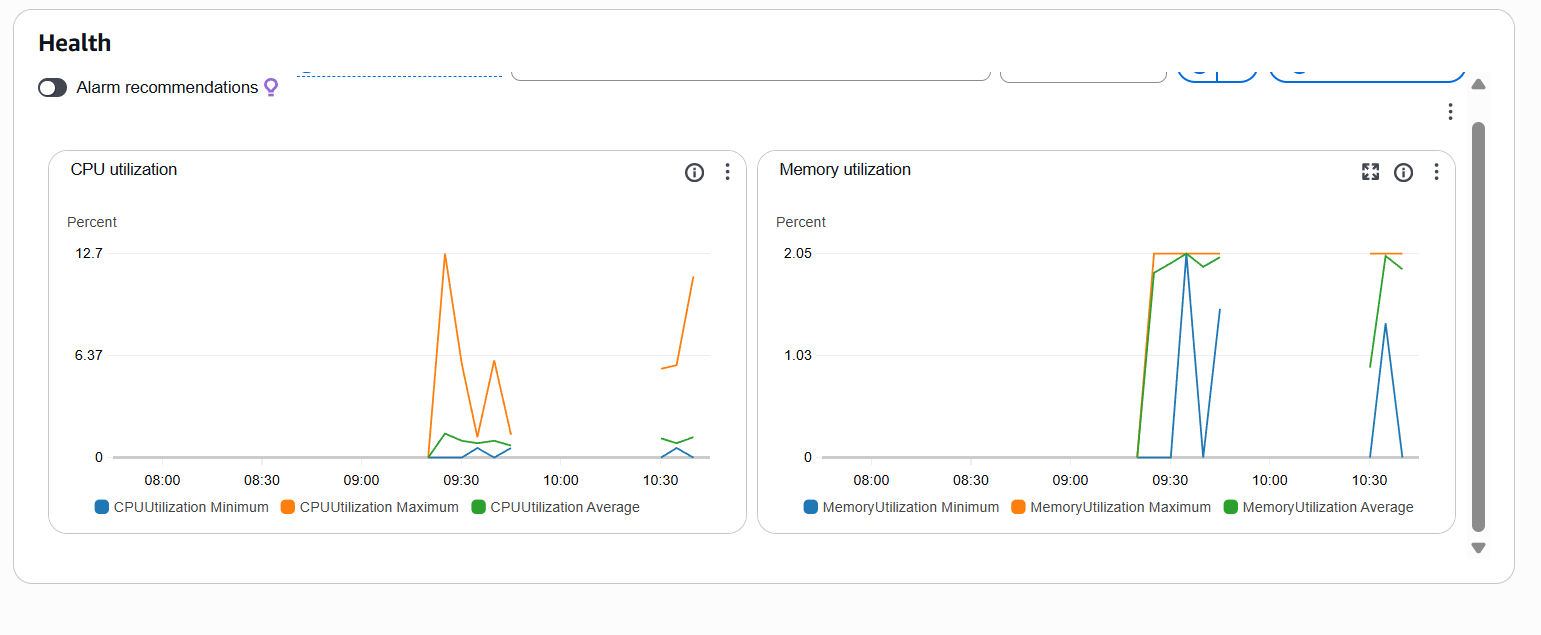 Health
Alarm recommendations
CPU utilization
Percent
12.7
6.37
0
08:00 08:30 09:00 09:30 10:00 10:30
CPUUtilization Minimum CPUUtilization Maximum CPUUtilization Average
Memory utilization
Percent
2.05
1.03
0
08:00 08:30 09:00 09:30 10:00 10:30
MemoryUtilization Minimum MemoryUtilization Maximum MemoryUtilization Average